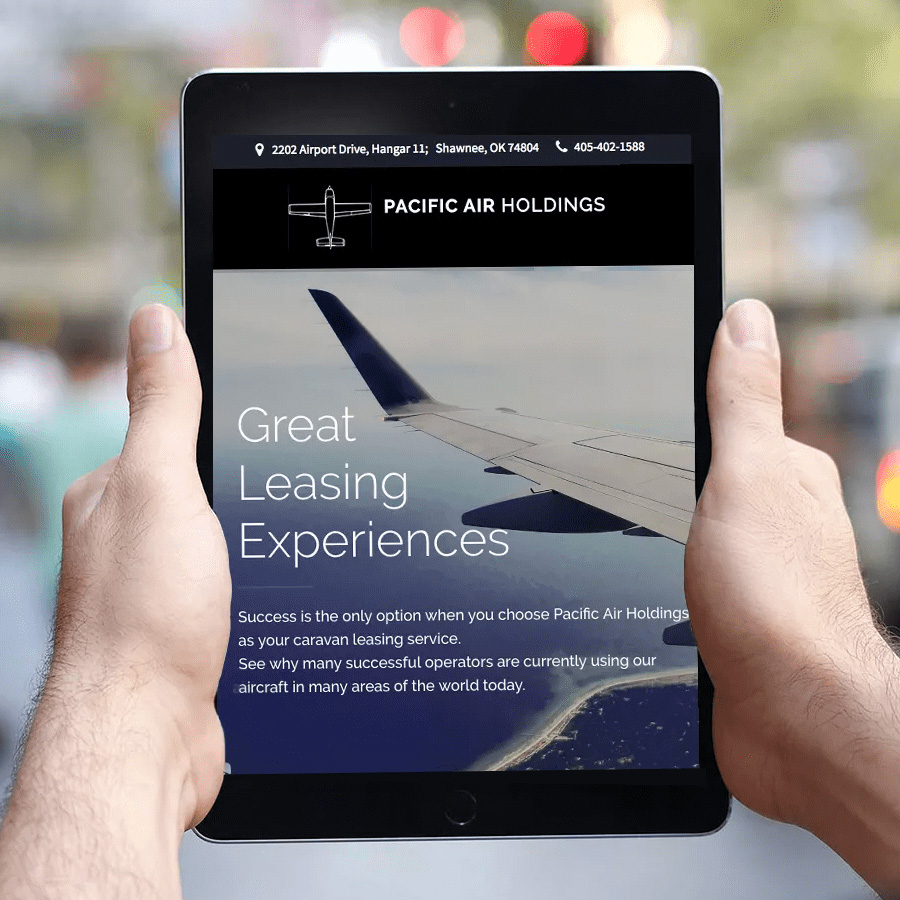 2202 Airport Drive, Hangar 11; Shawnee, OK 74804 405-402-1588
PACIFIC AIR HOLDINGS
Great
Leasing
Experiences
Success is the only option when you choose Pacific Air Holdings
as your caravan leasing service.
See why many successful operators are currently using our
aircraft in many areas of the world today.